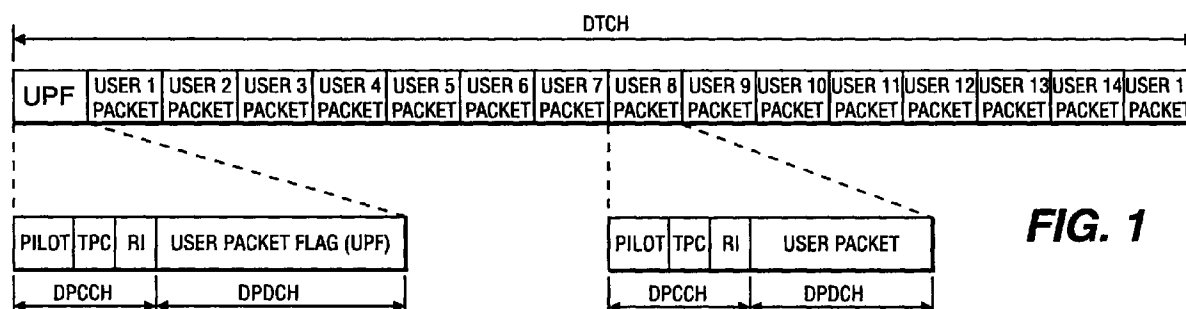 DTCH
UPF USER 1 PACKET USER 2 PACKET USER 3 PACKET USER 4 PACKET USER 5 PACKET USER 6 PACKET USER 7 PACKET USER 8 PACKET USER 9 PACKET USER 10 PACKET USER 11 PACKET USER 12 PACKET USER 13 PACKET USER 14 PACKET USER 1 PACKET
PILOT TPC RI USER PACKET FLAG (UPF)
DPCCH DPDCH
PILOT TPC RI USER PACKET
DPCCH DPDCH
FIG. 1